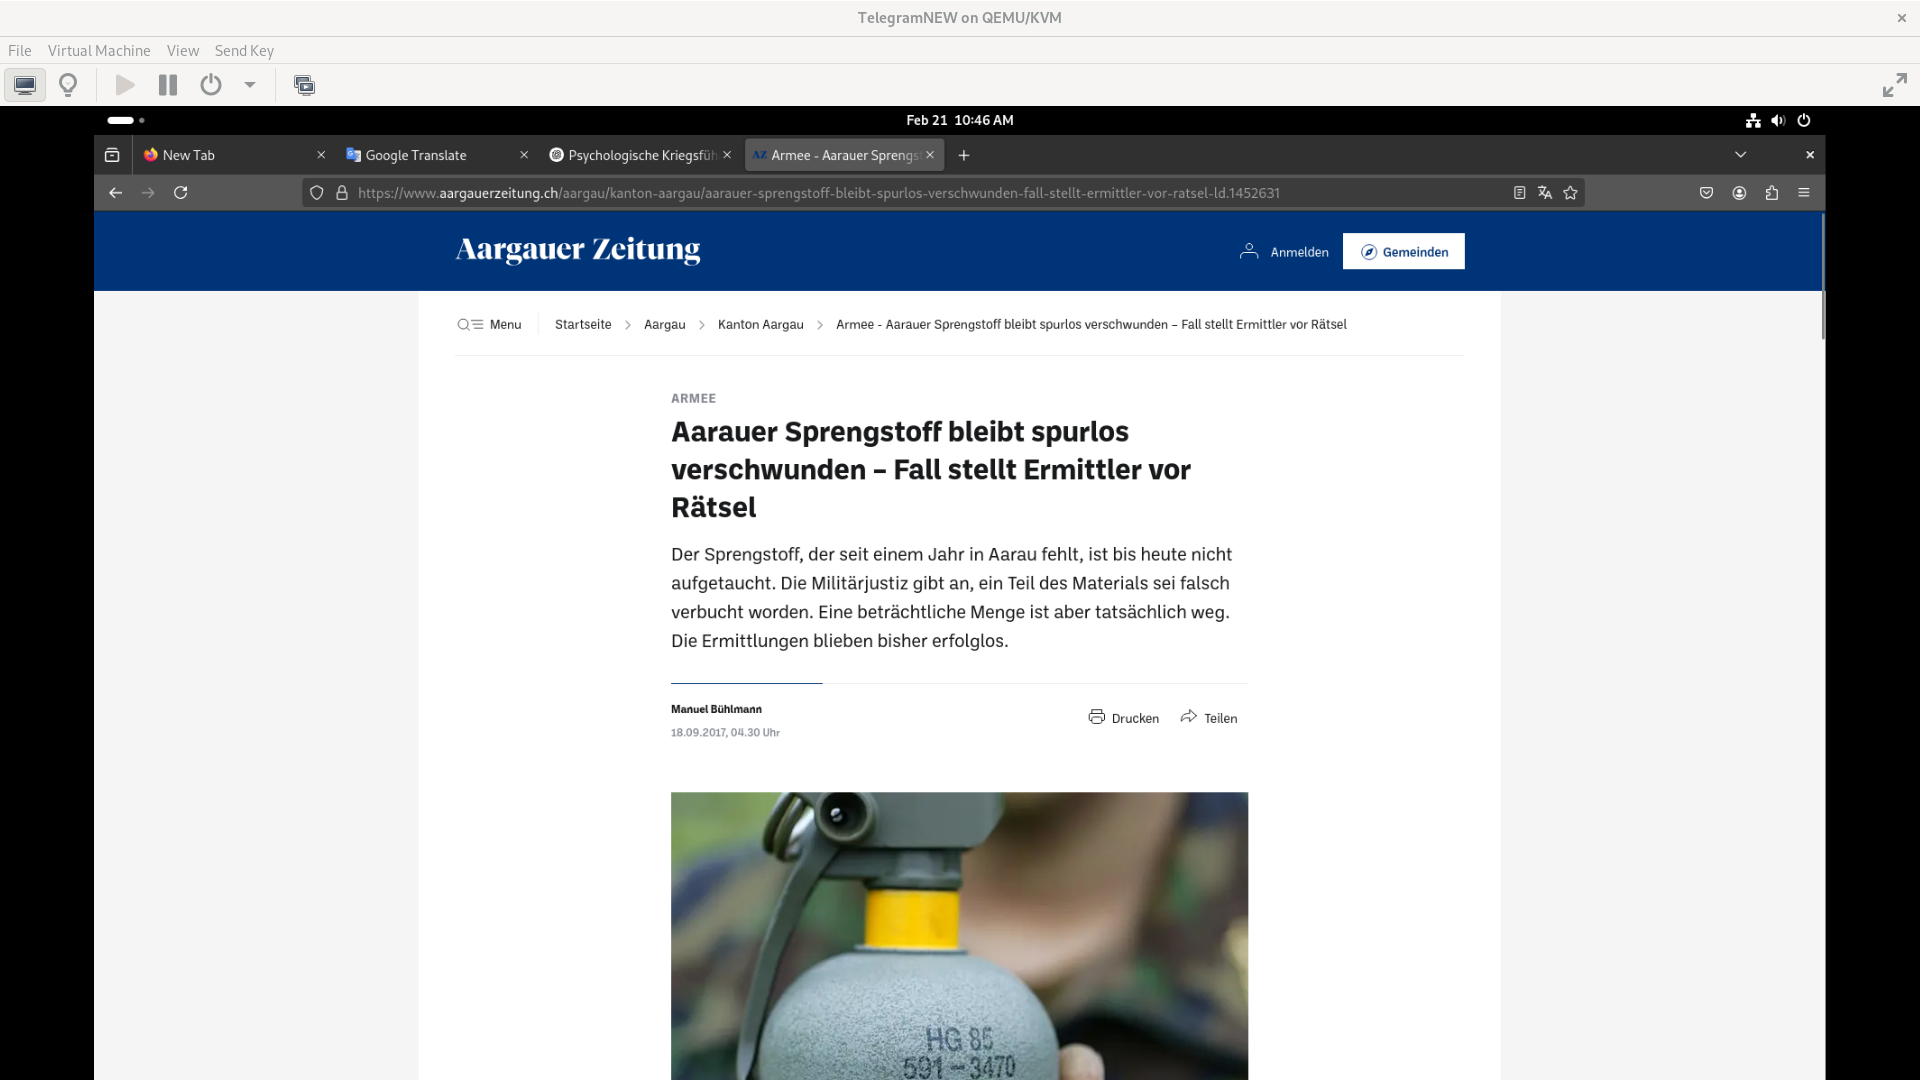 TelegramNEW on QEMU/KVM
File Virtual Machine View Send Key
Feb 21 10:46 AM
New Tab
Google Translate
Psychologische Kriegsfüh
Armee - Aarauer Sprengst
https://www.aargauerzeitung.ch/aargau/kanton-aargau/aarauer-sprengstoff-bleibt-spurlos-verschwunden-fall-stellt-ermittler-vor-ratsel-ld.1452631
Aargauer Zeitung
Anmelden
Gemeinden
Menu
Startseite
Aargau
Kanton Aargau
Armee - Aarauer Sprengstoff bleibt spurlos verschwunden – Fall stellt Ermittler vor Rätsel
ARMEE
Aarauer Sprengstoff bleibt spurlos
verschwunden – Fall stellt Ermittler vor
Rätsel
Der Sprengstoff, der seit einem Jahr in Aarau fehlt, ist bis heute nicht
aufgetaucht. Die Militärjustiz gibt an, ein Teil des Materials sei falsch
verbucht worden. Eine beträchtliche Menge ist aber tatsächlich weg.
Die Ermittlungen blieben bisher erfolglos.
Manuel Bühlmann
18.09.2017, 04.30 Uhr
Drucken
Teilen
HG 85
591-3470